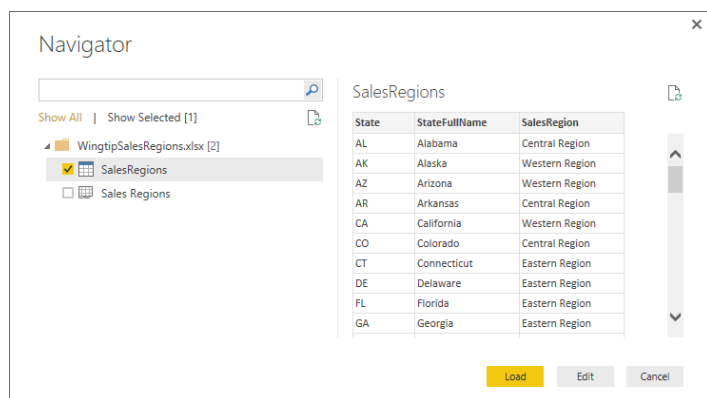 Navigator
Show All | Show Selected [1]
WingtipSalesRegions.xlsx [2]
SalesRegions
Sales Regions
SalesRegions
State StateFullName SalesRegion
AL Alabama Central Region
AK Alaska Western Region
AZ Arizona Western Region
AR Arkansas Central Region
CA California Western Region
CO Colorado Central Region
CT Connecticut Eastern Region
DE Delaware Eastern Region
FL Florida Eastern Region
GA Georgia Eastern Region
Load Edit Cancel